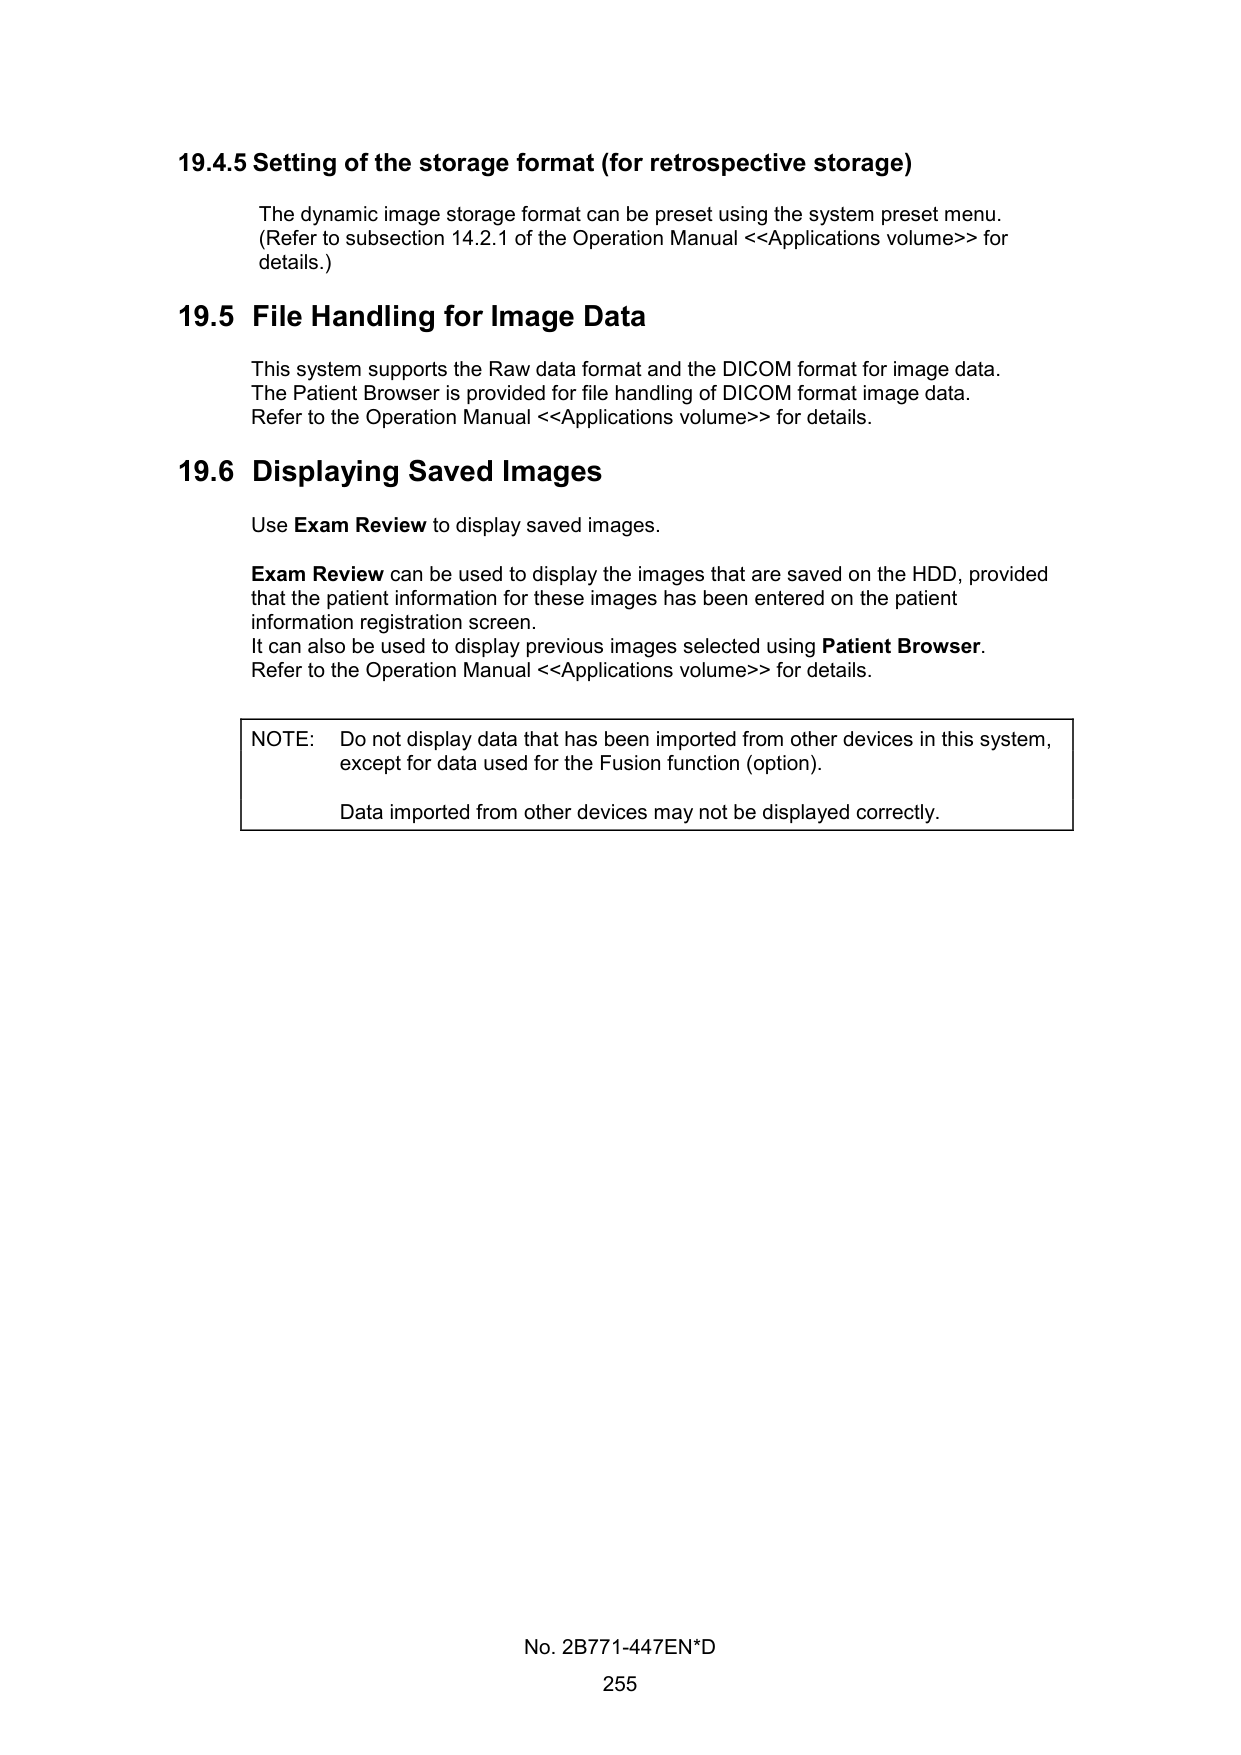 19.4.5 Setting of the storage format (for retrospective storage)
The dynamic image storage format can be preset using the system preset menu.
(Refer to subsection 14.2.1 of the Operation Manual <<Applications volume>> for
details.)
19.5 File Handling for Image Data
This system supports the Raw data format and the DICOM format for image data.
The Patient Browser is provided for file handling of DICOM format image data.
Refer to the Operation Manual <<Applications volume>> for details.
19.6 Displaying Saved Images
Use Exam Review to display saved images.
Exam Review can be used to display the images that are saved on the HDD, provided
that the patient information for these images has been entered on the patient
information registration screen.
It can also be used to display previous images selected using Patient Browser.
Refer to the Operation Manual <<Applications volume>> for details.
NOTE: Do not display data that has been imported from other devices in this system,
except for data used for the Fusion function (option).
Data imported from other devices may not be displayed correctly.
No. 2B771-447EN*D
255